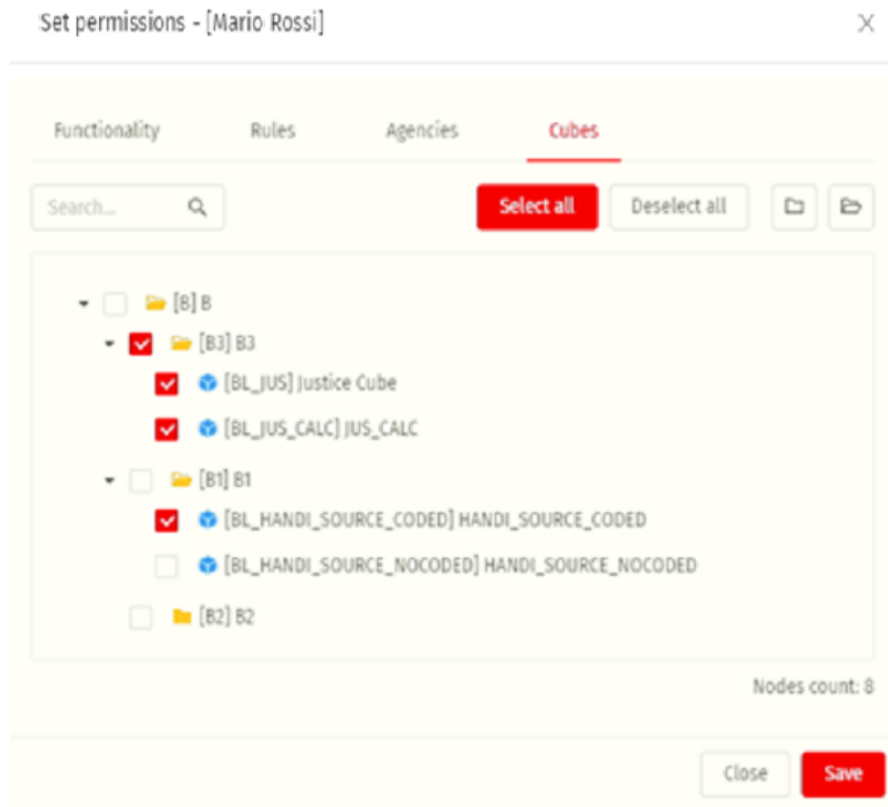 Set permissions - [Mario Rossi] X
Functionality Rules Agencies Cubes
Search... Select all Deselect all
[B] B
[B3] B3
[BL_JUS] Justice Cube
[BL_JUS_CALC] JUS_CALC
[B1] B1
[BL_HANDI_SOURCE_CODED] HANDI_SOURCE_CODED
[BL_HANDI_SOURCE_NOCODED] HANDI_SOURCE_NOCODED
[B2] B2
Nodes count: 8
Close Save